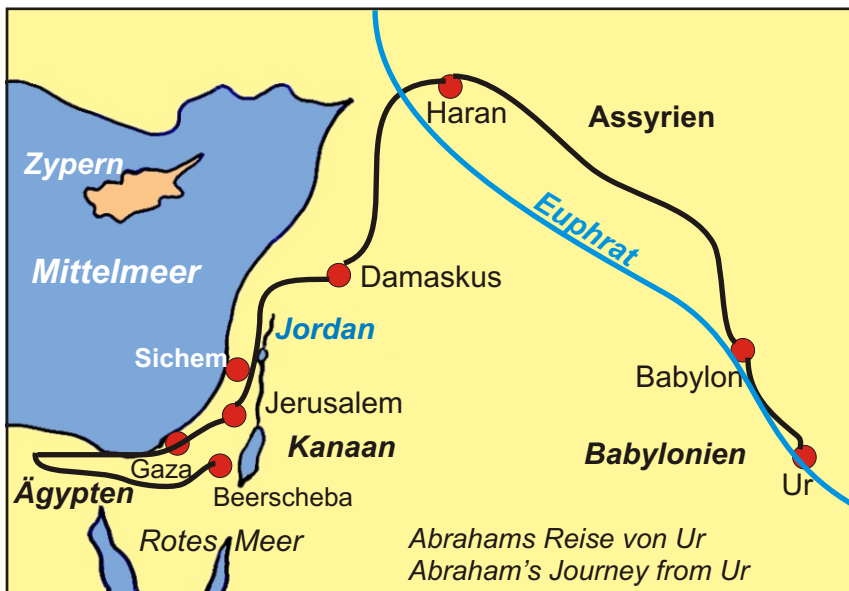 Haran
Assyrien
Zypern
Euphrat
Mittelmeer
Damaskus
Jordan
Sichem
Babylon
Jerusalem
Kanaan
Babylonien
Gaza
Ur
Ägypten
Beerscheba
Rotes Meer
Abrahams Reise von Ur
Abraham's Journey from Ur